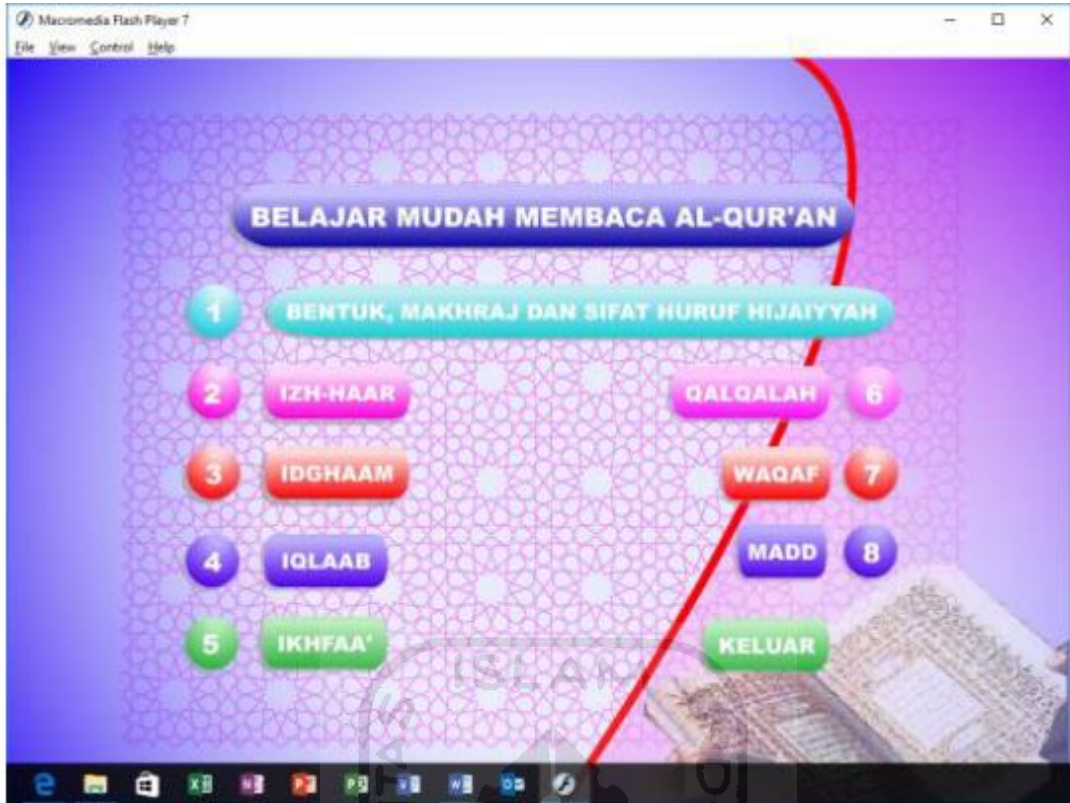 Macromedia Flash Player 7
File View Control Help
BELAJAR MUDAH MEMBACA AL-QUR'AN
1 BENTUK, MAKHRAJ DAN SIFAT HURUF HIJAIYYAH
2 IZH-HAAR
QALQALAH 6
3 IDGHAAM
WAQAF 7
4 IQLAAB
MADD 8
5 IKHFAA'
KELUAR
ISLAM